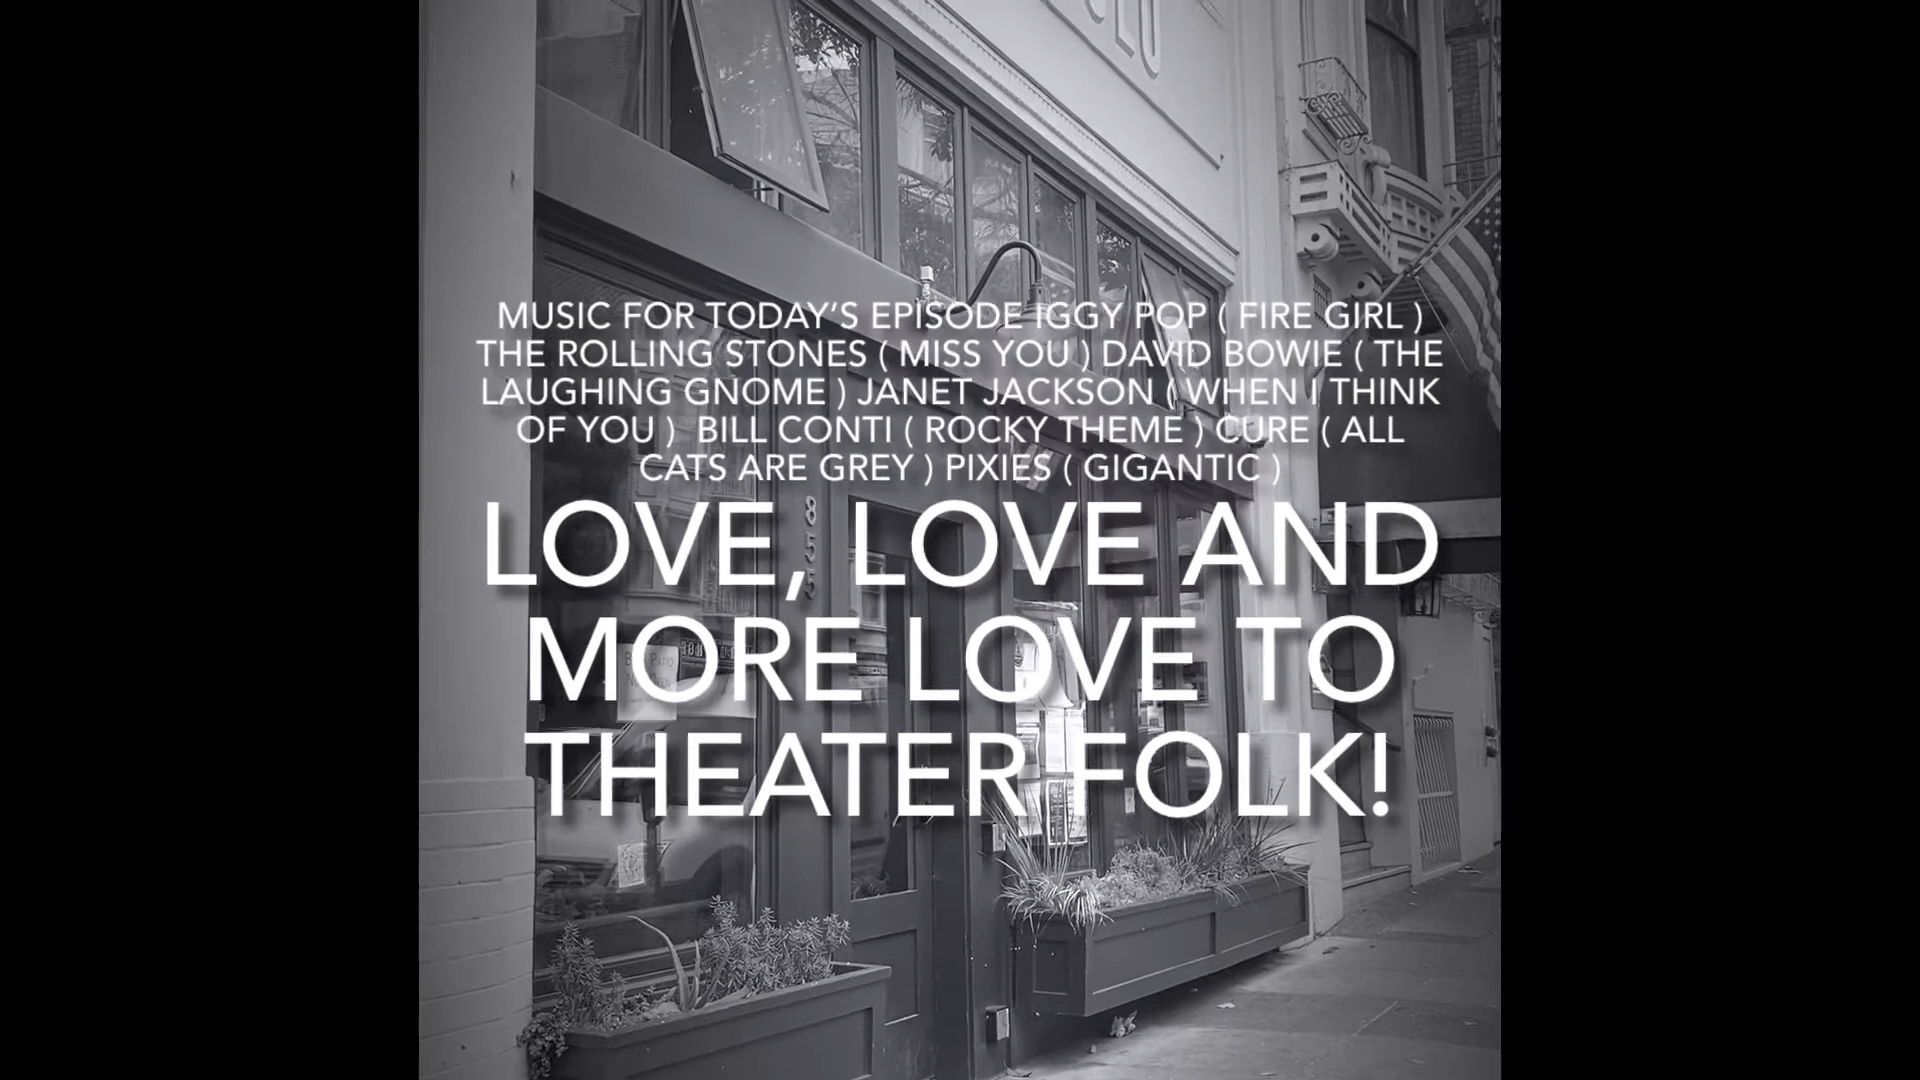 MUSIC FOR TODAY'S EPISODE IGGY POP ( FIRE GIRL )
THE ROLLING STONES ( MISS YOU ) DAVID BOWIE ( THE
LAUGHING GNOME ) JANET JACKSON ( WHEN I THINK
OF YOU ) BILL CONTI ( ROCKY THEME ) CURE ( ALL
CATS ARE GREY ) PIXIES ( GIGANTIC )
LOVE, LOVE AND
MORE LOVE TO
THEATER FOLK!
855